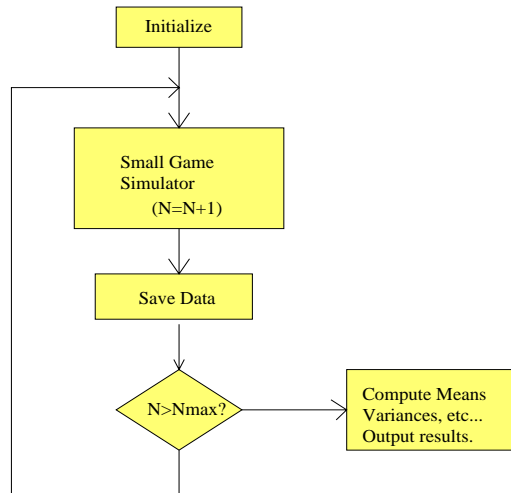 Initialize
Small Game
Simulator
(N=N+1)
Save Data
N>Nmax?
Compute Means
Variances, etc...
Output results.